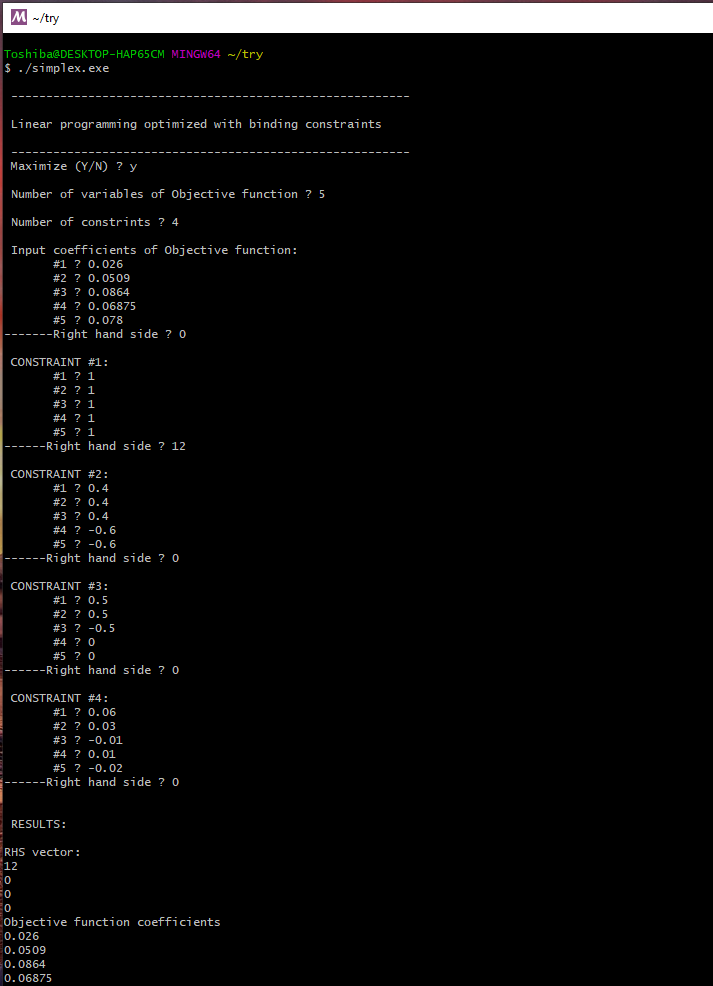 M ~/try
Toshiba@DESKTOP-HAP65CM MINGW64 ~/try
$ ./simplex.exe
---------------------------------------------------------
Linear programming optimized with binding constraints
---------------------------------------------------------
Maximize (Y/N) ? y
Number of variables of Objective function ? 5
Number of constrints ? 4
Input coefficients of Objective function:
#1 ? 0.026
#2 ? 0.0509
#3 ? 0.0864
#4 ? 0.06875
#5 ? 0.078
-------Right hand side ? 0
CONSTRAINT #1:
#1 ? 1
#2 ? 1
#3 ? 1
#4 ? 1
#5 ? 1
------Right hand side ? 12
CONSTRAINT #2:
#1 ? 0.4
#2 ? 0.4
#3 ? 0.4
#4 ? -0.6
#5 ? -0.6
------Right hand side ? 0
CONSTRAINT #3:
#1 ? 0.5
#2 ? 0.5
#3 ? -0.5
#4 ? 0
#5 ? 0
------Right hand side ? 0
CONSTRAINT #4:
#1 ? 0.06
#2 ? 0.03
#3 ? -0.01
#4 ? 0.01
#5 ? -0.02
------Right hand side ? 0
RESULTS:
RHS vector:
12
0
0
0
Objective function coefficients
0.026
0.0509
0.0864
0.06875